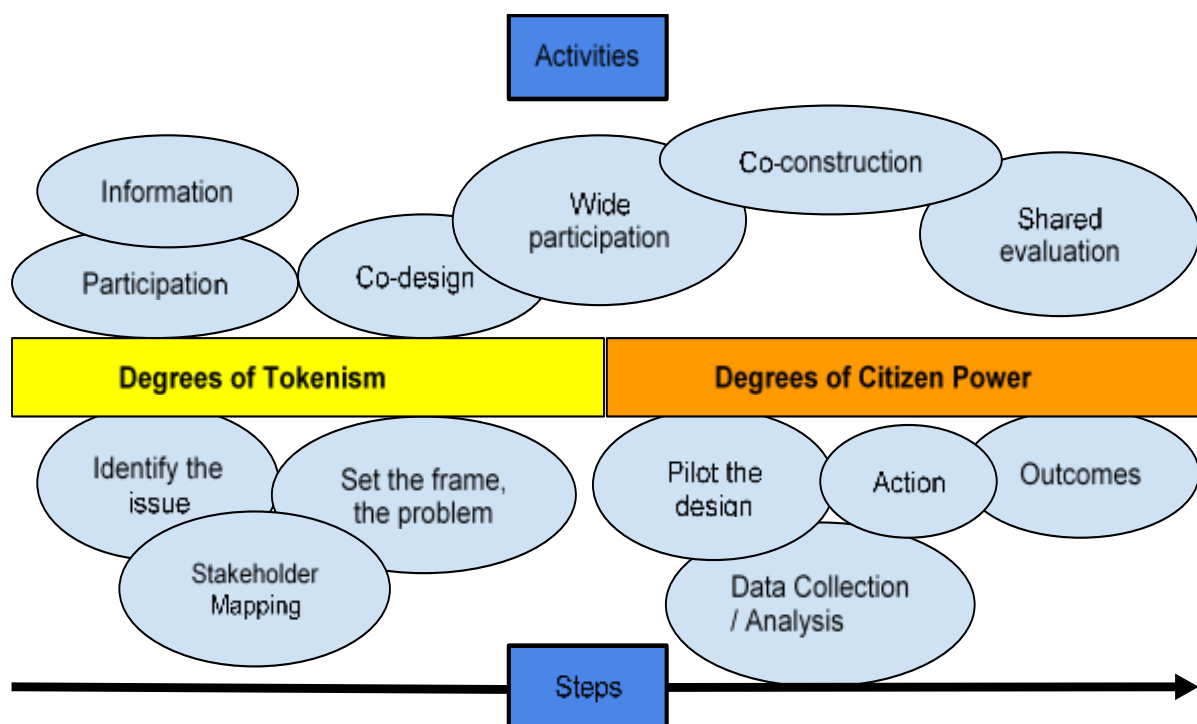 Activities
Information
Participation
Co-design
Wide
participation
Co-construction
Shared
evaluation
Degrees of Tokenism
Degrees of Citizen Power
Identify the
issue
Set the frame,
the problem
Stakeholder
Mapping
Pilot the
design
Action
Outcomes
Data Collection
/ Analysis
Steps